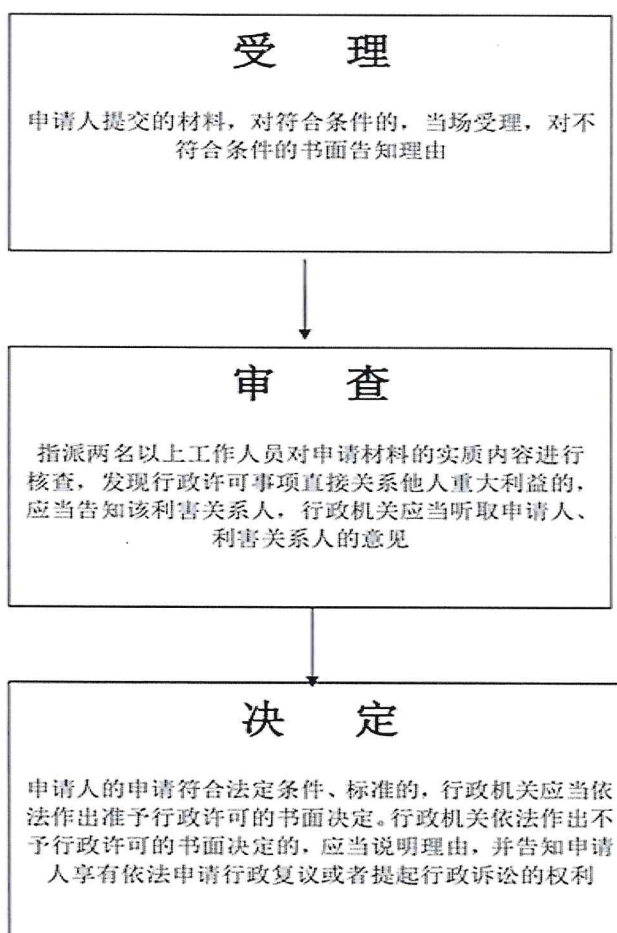 受 理
申请人提交的材料，对符合条件的，当场受理，对不
符合条件的书面告知理由
审 查
指派两名以上工作人员对申请材料的实质内容进行
核查，发现行政许可事项直接关系他人重大利益的，
应当告知该利害关系人，行政机关应当听取申请人、
利害关系人的意见
决 定
申请人的申请符合法定条件、标准的，行政机关应当依
法作出准予行政许可的书面决定。行政机关依法作出不
予行政许可的书面决定的，应当说明理由，并告知申请
人享有依法申请行政复议或者提起行政诉讼的权利